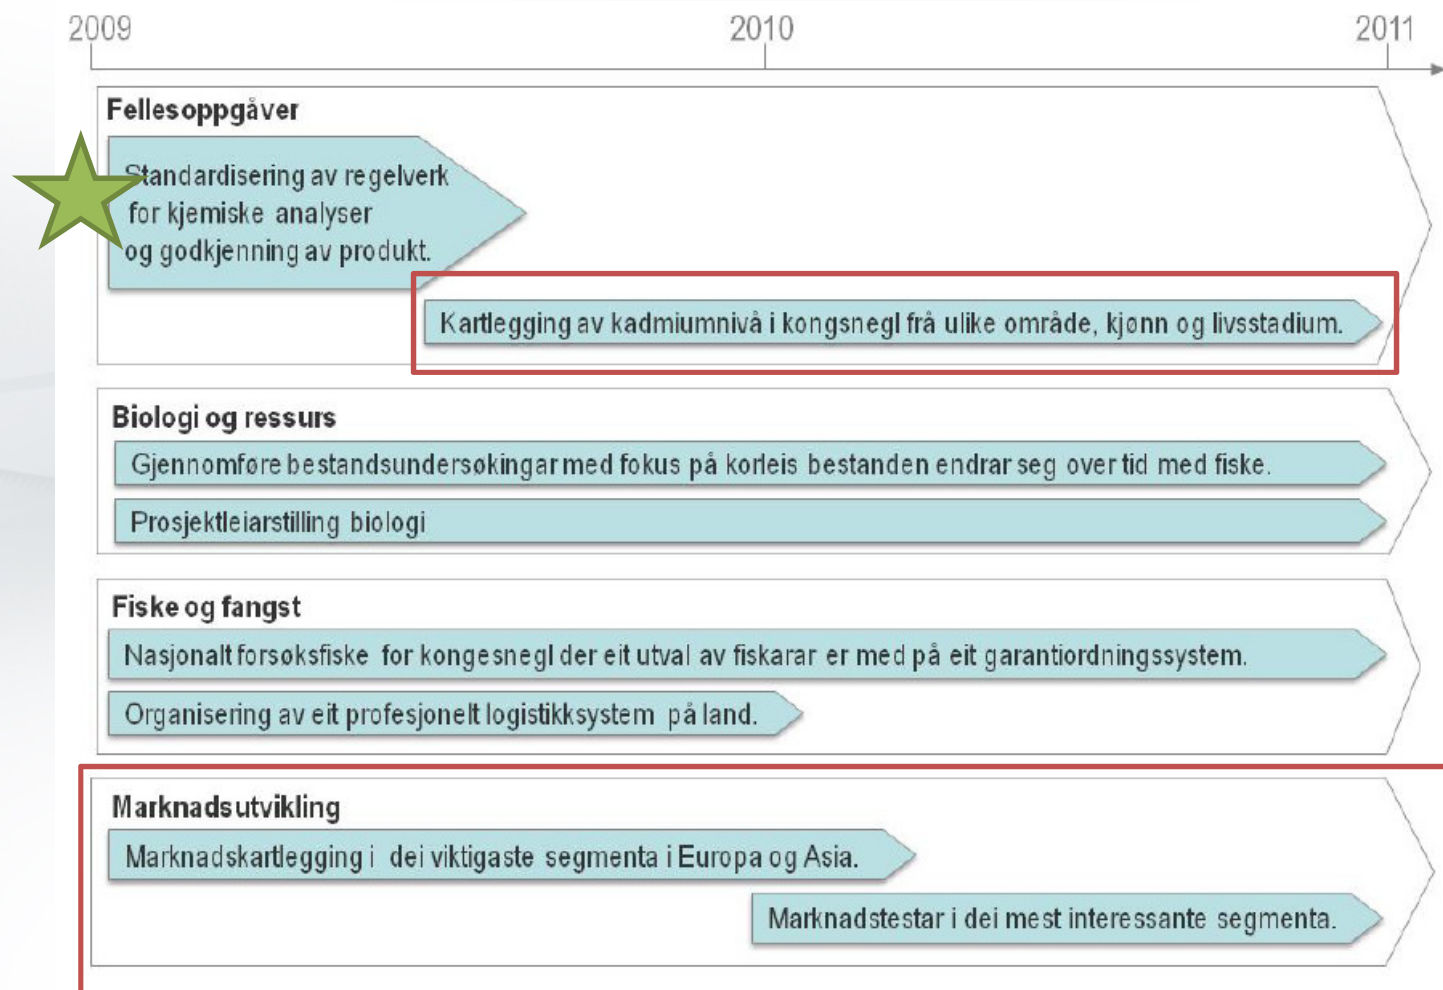 2009 2010 2011
Fellesoppgåver
Standardisering av regelverk
for kjemiske analyser
og godkjenning av produkt.
Kartlegging av kadmiumnivå i kongsnegl frå ulike område, kjønn og livsstadium.
Biologi og ressurs
Gjennomføre bestandsundersøkingar med fokus på korleis bestanden endrar seg over tid med fiske.
Prosjektleiarstilling biologi
Fiske og fangst
Nasjonalt forsøksfiske for kongesnegl der eit utval av fiskarar er med på eit garantiordningssystem.
Organisering av eit profesjonelt logistikksystem på land.
Marknadsutvikling
Marknadskartlegging i dei viktigaste segmenta i Europa og Asia.
Marknadstestar i dei mest interessante segmenta.